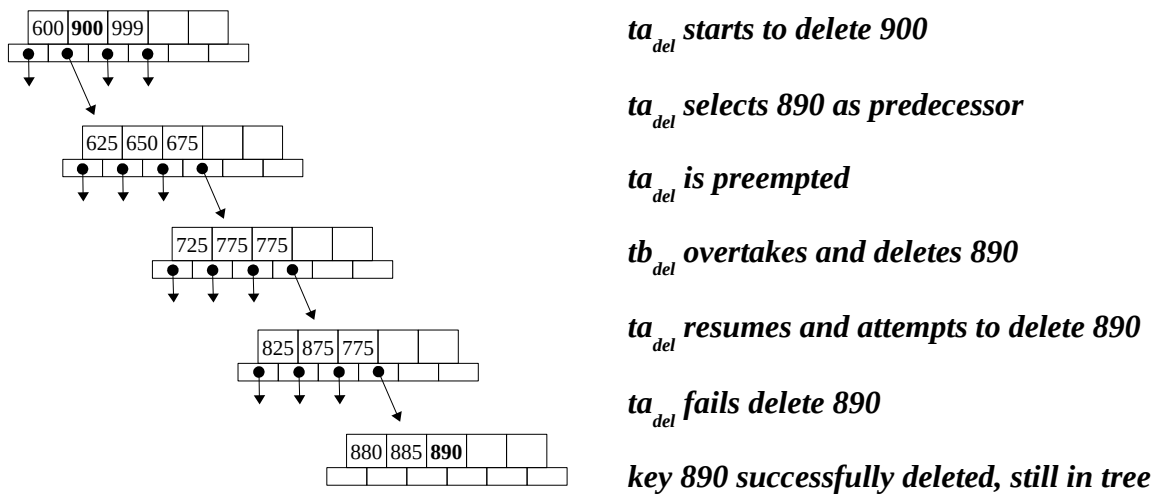 600 900 999
ta_del starts to delete 900
ta_del selects 890 as predecessor
625 650 675
ta_del is preempted
725 775 775
tb_del overtakes and deletes 890
ta_del resumes and attempts to delete 890
825 875 775
ta_del fails delete 890
880 885 890
key 890 successfully deleted, still in tree